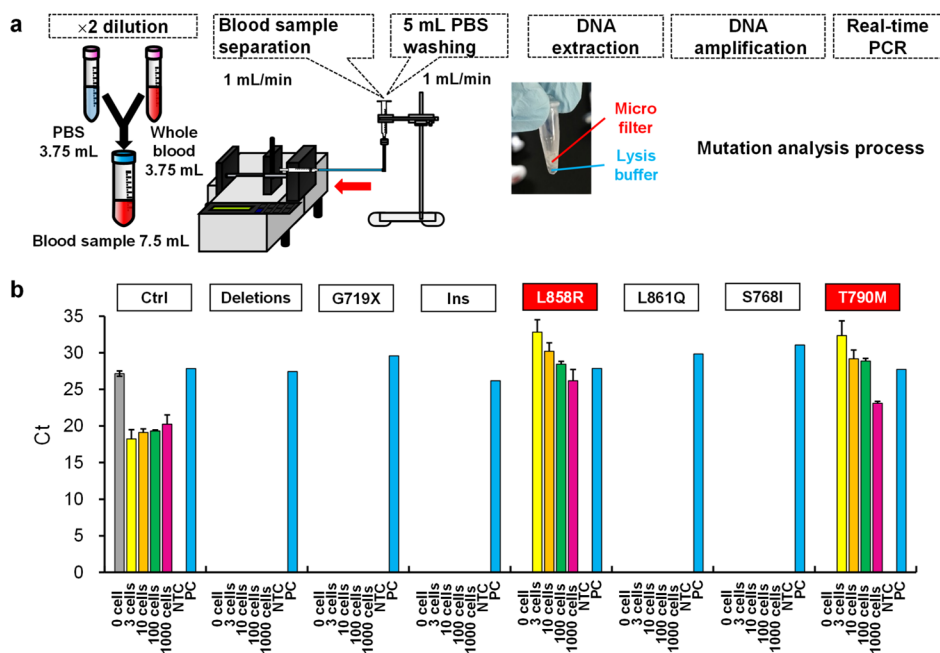 a
×2 dilution
Blood sample
separation
5 mL PBS
washing
DNA
extraction
DNA
amplification
Real-time
PCR
1 mL/min
1 mL/min
PBS
3.75 mL
Whole
blood
3.75 mL
Blood sample 7.5 mL
Micro
filter
Lysis
buffer
Mutation analysis process
b
Ctrl
Deletions
G719X
Ins
L858R
L861Q
S768I
T790M
Ct
35
30
25
20
15
10
5
0
0 cell
3 cells
10 cells
100 cells
1000 cells
NTC
PC
0 cell
3 cells
10 cells
100 cells
1000 cells
NTC
PC
0 cell
3 cells
10 cells
100 cells
1000 cells
NTC
PC
0 cell
3 cells
10 cells
100 cells
1000 cells
NTC
PC
0 cell
3 cells
10 cells
100 cells
1000 cells
NTC
PC
0 cell
3 cells
10 cells
100 cells
1000 cells
NTC
PC
0 cell
3 cells
10 cells
100 cells
1000 cells
NTC
PC
0 cell
3 cells
10 cells
100 cells
1000 cells
NTC
PC